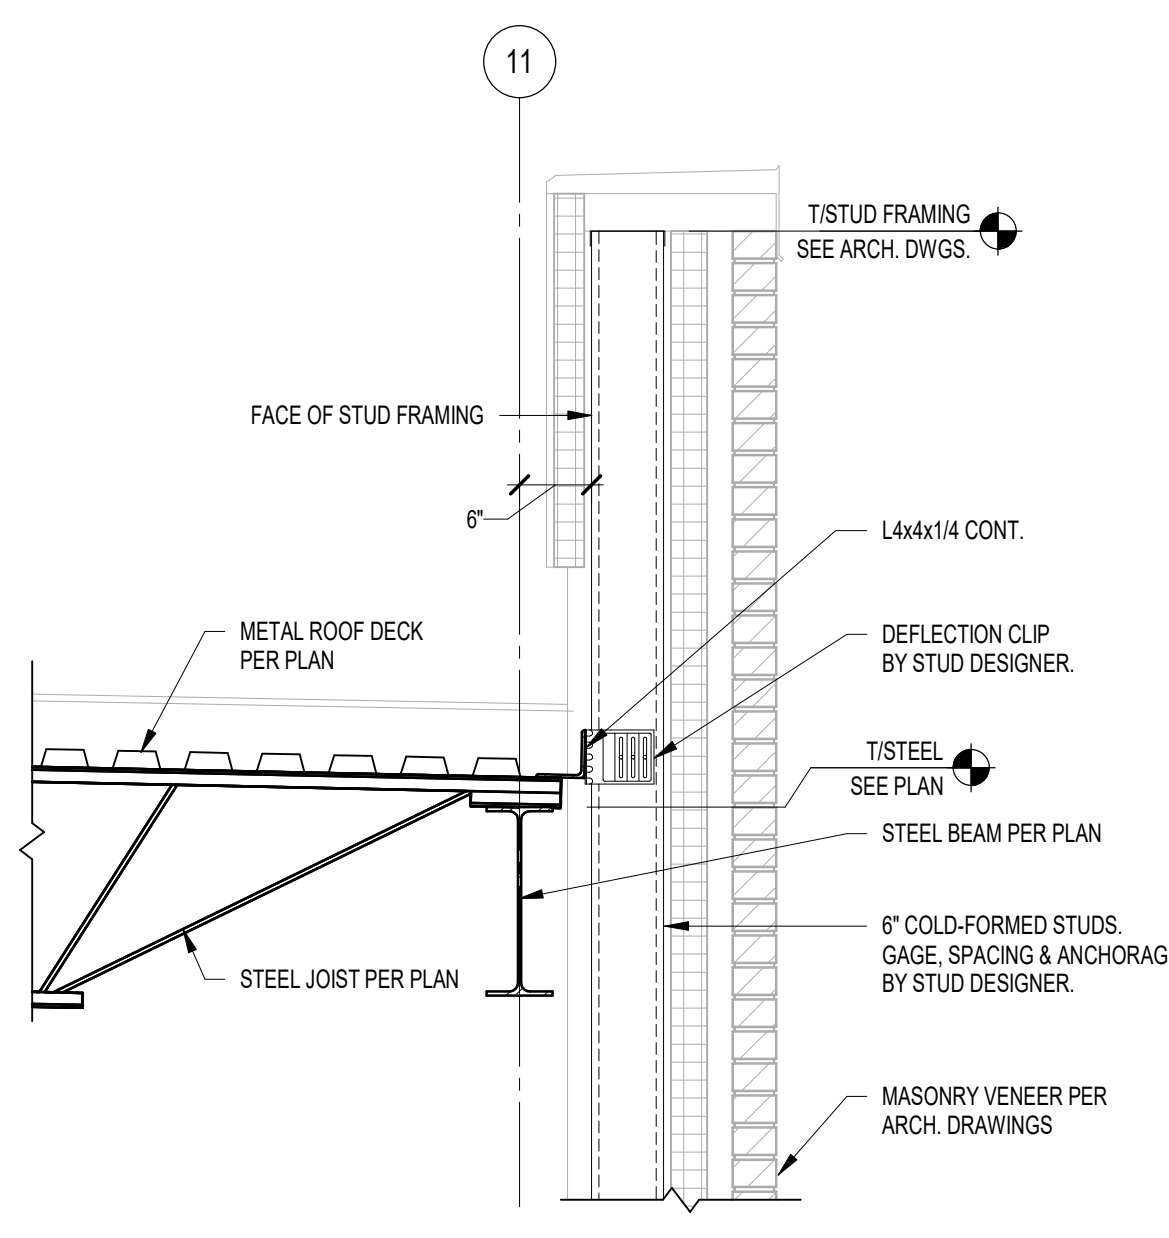 11
T/STUD FRAMING
SEE ARCH. DWGS.
FACE OF STUD FRAMING
6"
L4x4x1/4 CONT.
METAL ROOF DECK
PER PLAN
DEFLECTION CLIP
BY STUD DESIGNER.
T/STEEL
SEE PLAN
STEEL BEAM PER PLAN
6" COLD-FORMED STUDS.
GAGE, SPACING & ANCHORAG
BY STUD DESIGNER.
STEEL JOIST PER PLAN
MASONRY VENEER PER
ARCH. DRAWINGS